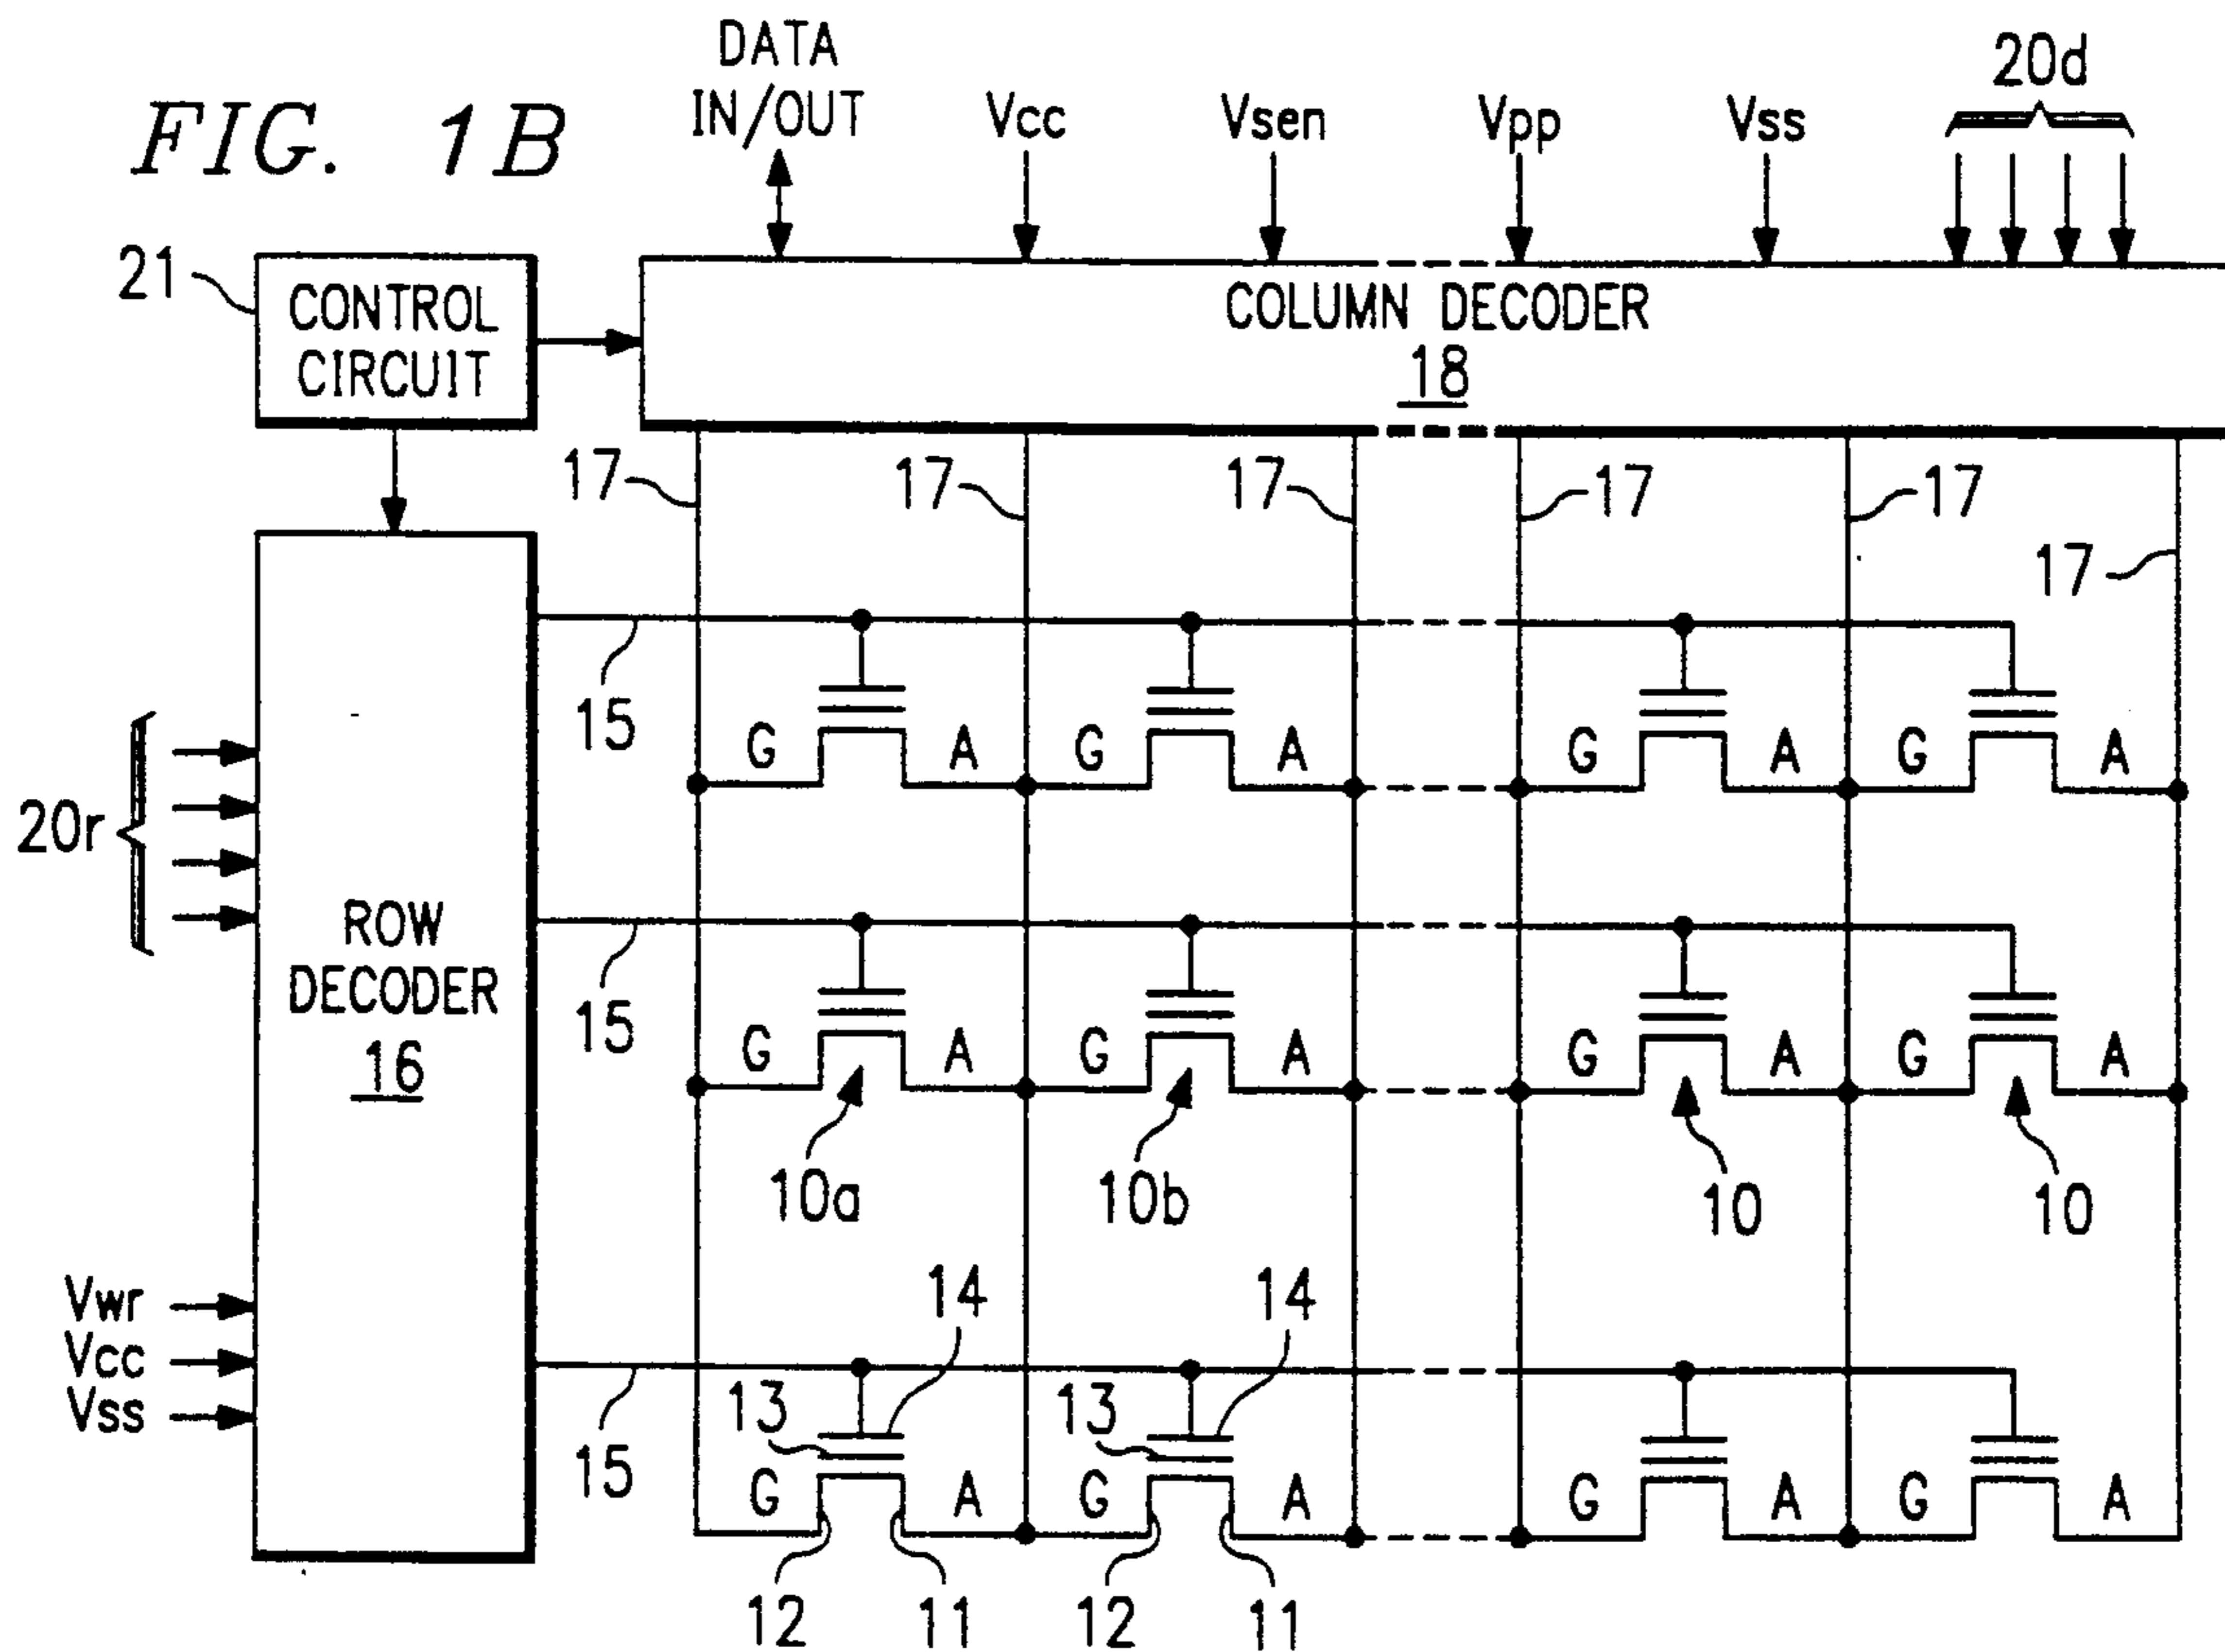 FIG. 1B
DATA
IN/OUT
Vcc
Vsen
Vpp
Vss
20d
21
CONTROL
CIRCUIT
COLUMN DECODER
18
17
17
17
17
17
17
15
G A G A G A G A
20r
ROW
DECODER
16
15
G A G A G A G A
10a
10b
10
10
Vwr
Vcc
Vss
14
14
13
13
15
G A G A G A G A
12
11
12
11